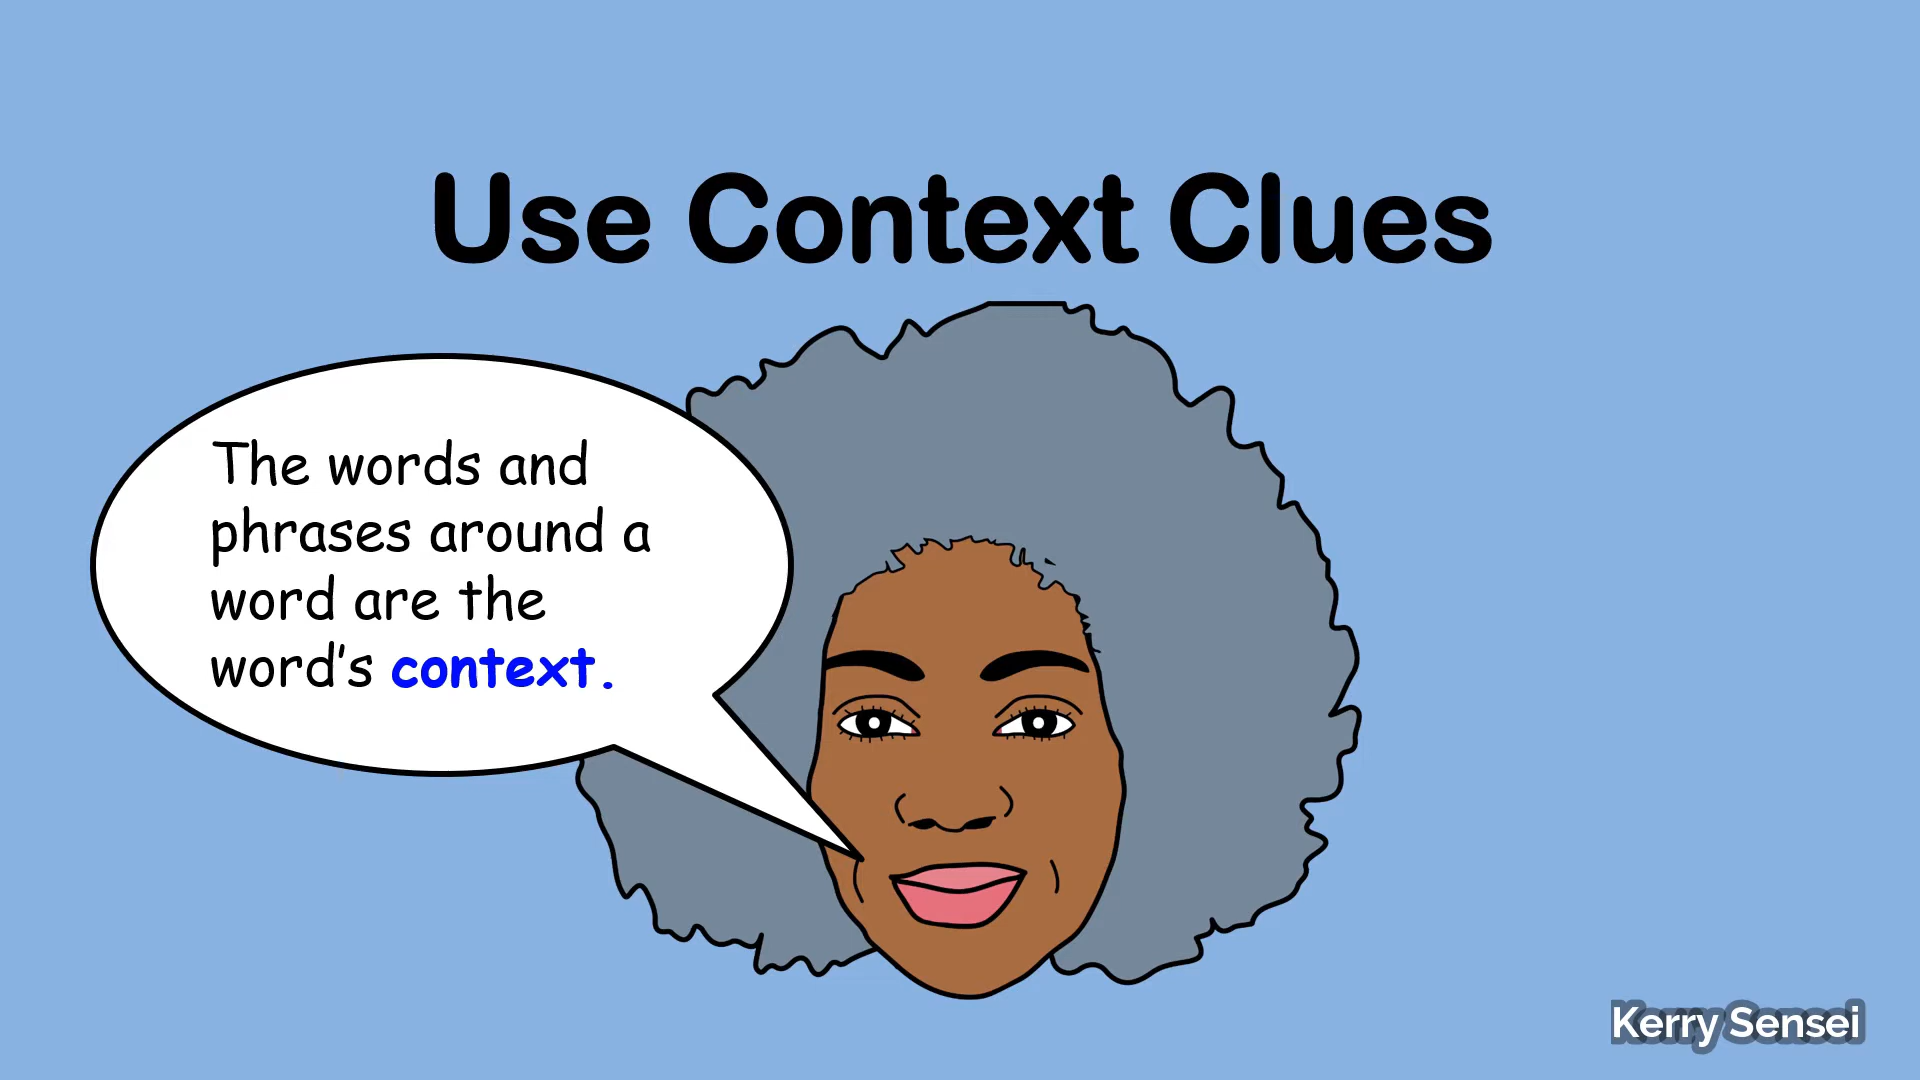 Use Context Clues
The words and
phrases around a
word are the
word's context.
Kerry Sensei